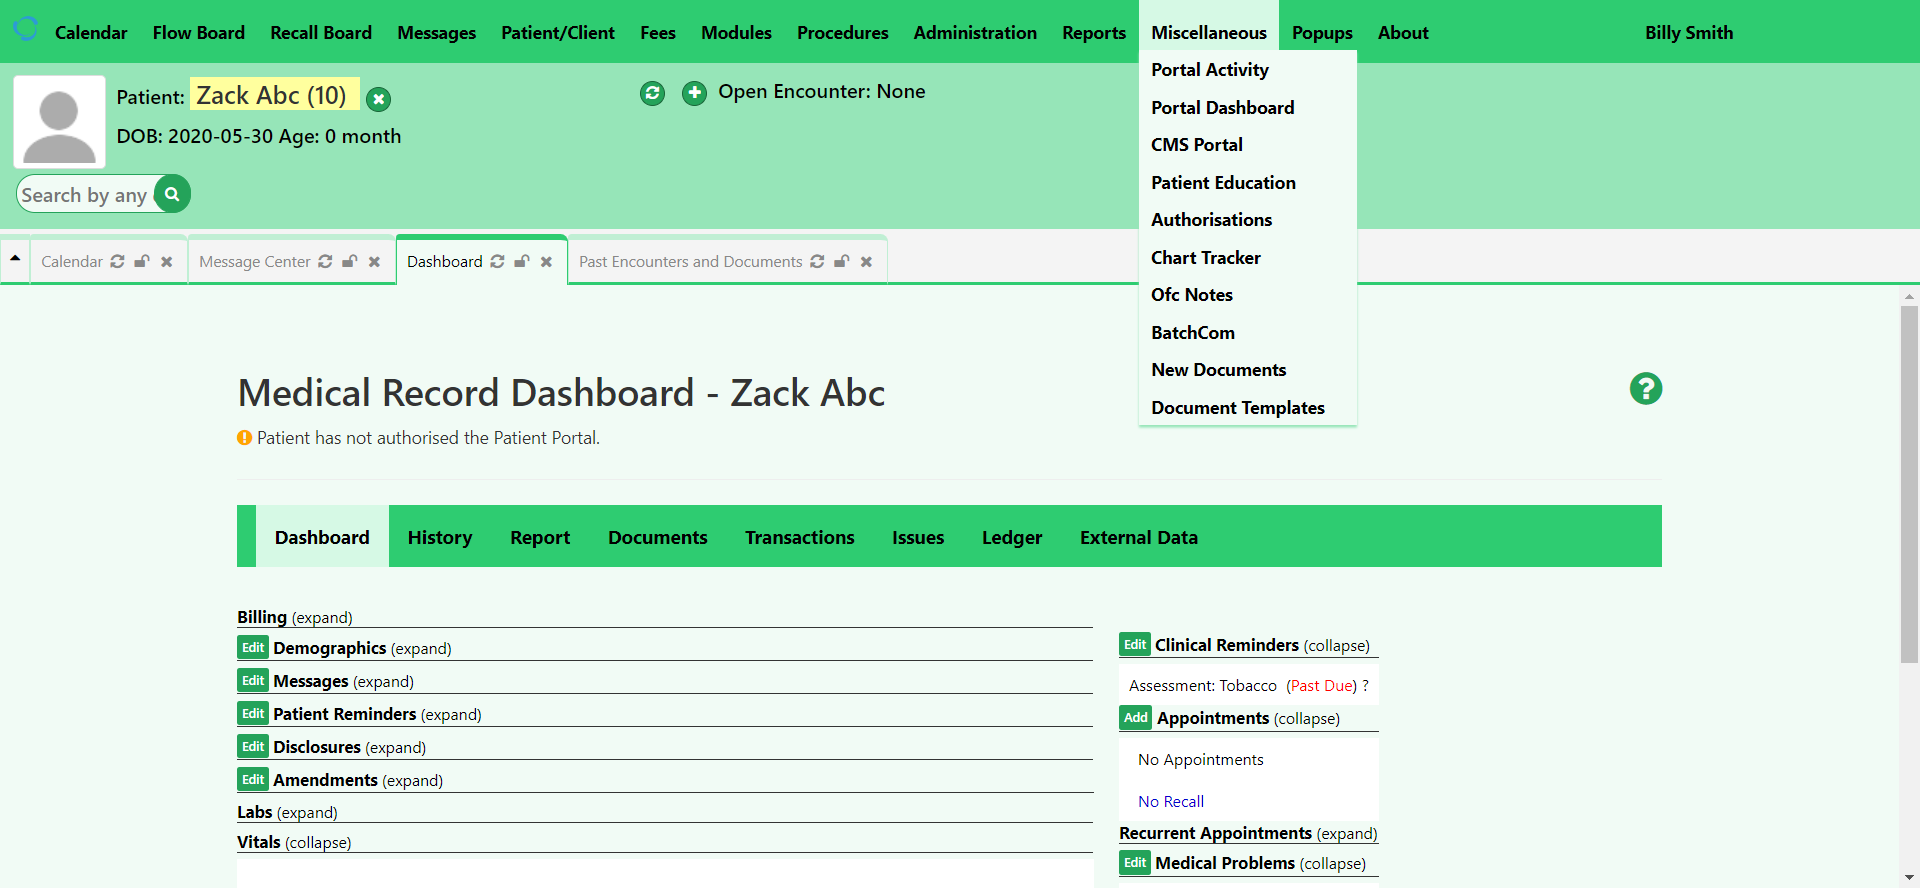 Calendar Flow Board Recall Board Messages Patient/Client Fees Modules Procedures Administration Reports Miscellaneous Popups About Billy Smith
Portal Activity
Portal Dashboard
CMS Portal
Patient Education
Authorisations
Chart Tracker
Ofc Notes
BatchCom
New Documents
Document Templates
Patient: Zack Abc (10)
DOB: 2020-05-30 Age: 0 month
Open Encounter: None
Search by any
Calendar Message Center Dashboard Past Encounters and Documents
Medical Record Dashboard - Zack Abc
Patient has not authorised the Patient Portal.
Dashboard History Report Documents Transactions Issues Ledger External Data
Billing (expand)
Edit Demographics (expand)
Edit Messages (expand)
Edit Patient Reminders (expand)
Edit Disclosures (expand)
Edit Amendments (expand)
Labs (expand)
Vitals (collapse)
Edit Clinical Reminders (collapse)
Assessment: Tobacco (Past Due) ?
Add Appointments (collapse)
No Appointments
No Recall
Recurrent Appointments (expand)
Edit Medical Problems (collapse)